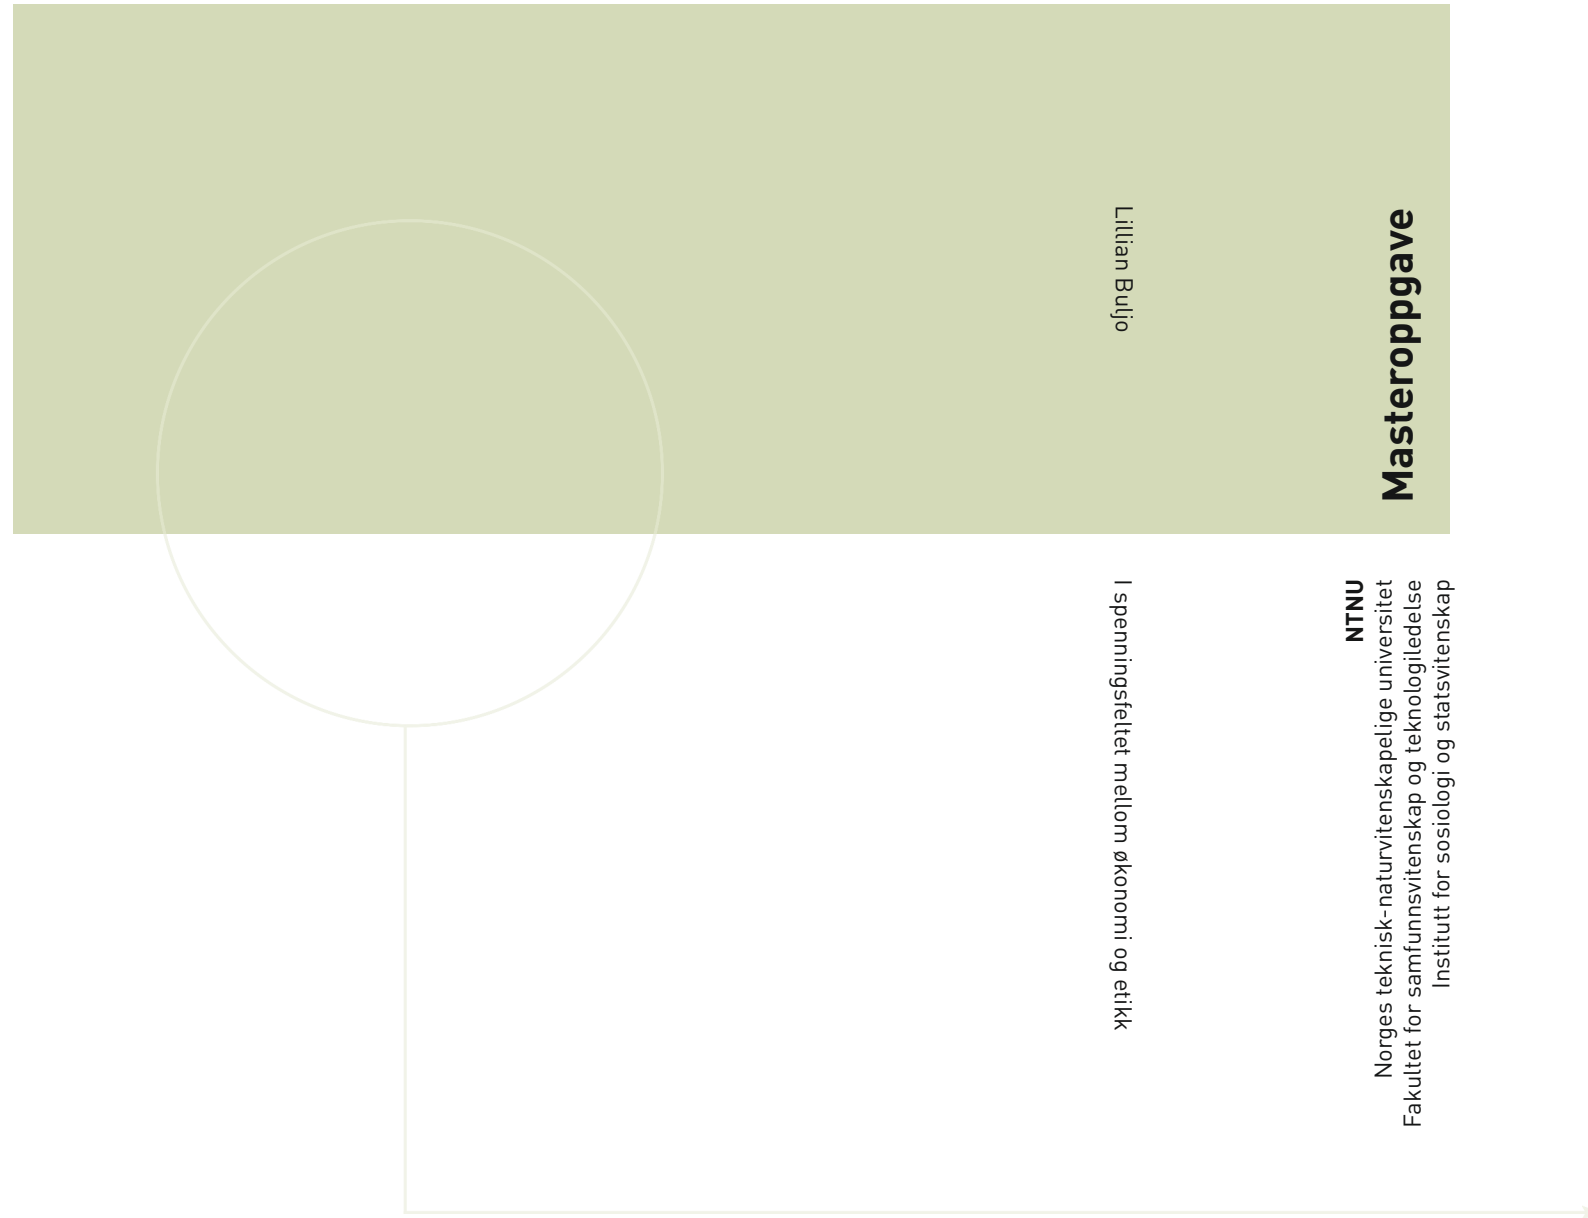 Lillian Buljo
I spenningsfeltet mellom økonomi og etikk
Masteroppgave
NTNU
Norges teknisk-naturvitenskapelige universitet
Fakultet for samfunnsvitenskap og teknologiledelse
Institutt for sosiologi og statsvitenskap